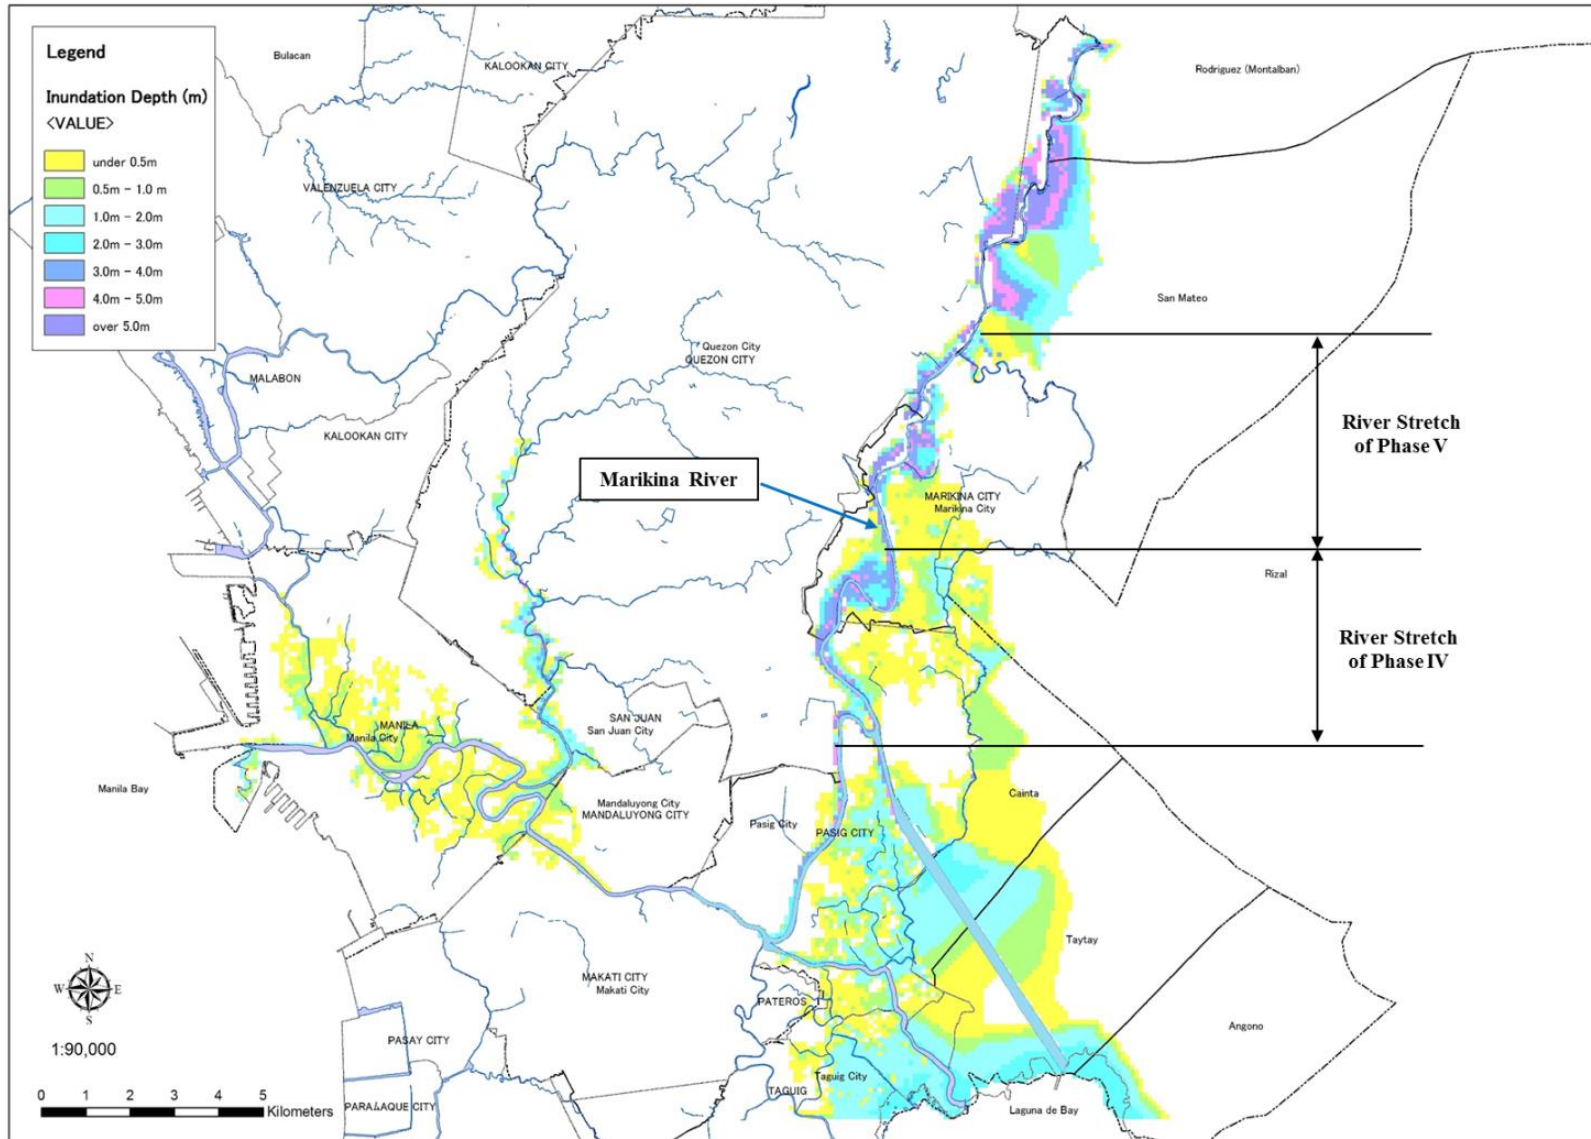 Legend
Inundation Depth (m)
<VALUE>
under 0.5m
0.5m - 1.0 m
1.0m - 2.0m
2.0m - 3.0m
3.0m - 4.0m
4.0m - 5.0m
over 5.0m
Bulacan
KALOOKAN CITY
Rodriguez (Montalban)
VALENZUELA CITY
San Mateo
Quezon City
QUEZON CITY
MALABON
KALOOKAN CITY
River Stretch
of Phase V
Marikina River
MARIKINA CITY
Marikina City
Rizal
River Stretch
of Phase IV
SAN JUAN
San Juan City
MANILA
Manila City
Manila Bay
Mandaluyong City
MANDALUYONG CITY
Pasig City
PASIG CITY
Cainta
Taytay
MAKATI CITY
Makati City
PATEROS
Angono
N
W
E
S
1:90,000
PASAY CITY
Taguig City
TAGUIG
Laguna de Bay
PARAÑAQUE CITY
0 1 2 3 4 5
Kilometers